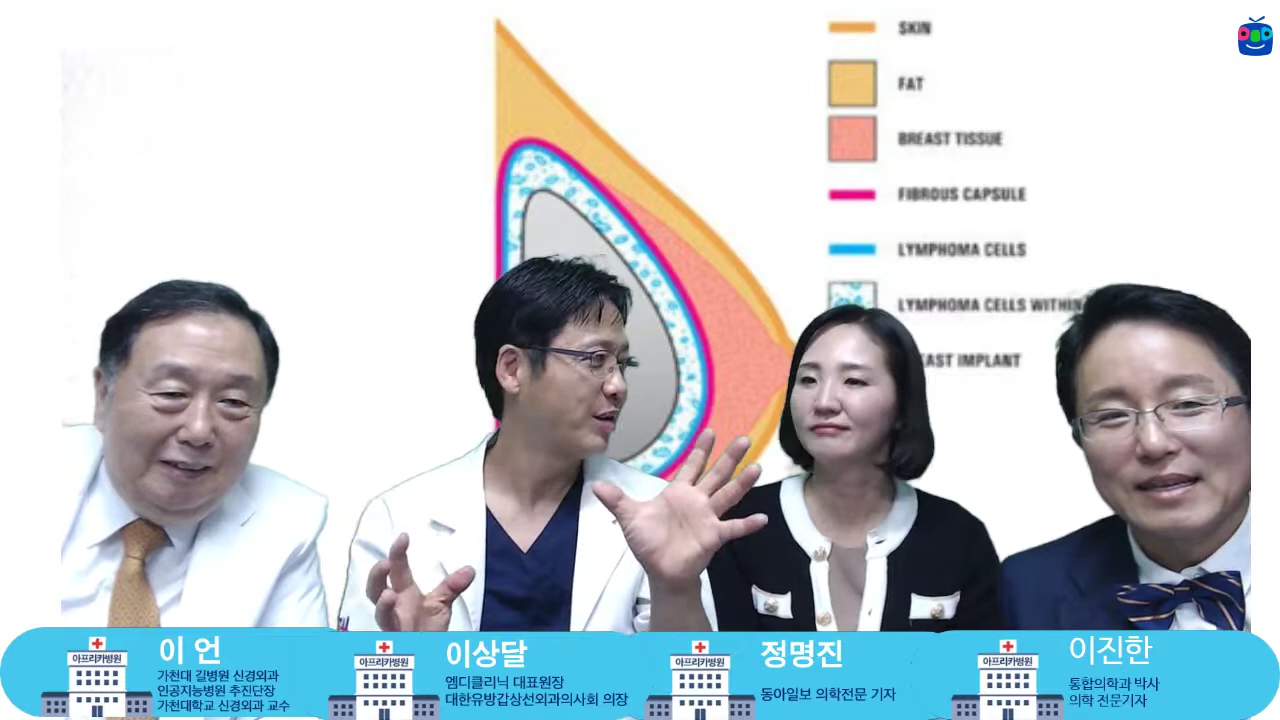 SKIN
FAT
BREAST TISSUE
FIBROUS CAPSULE
LYMPHOMA CELLS
LYMPHOMA CELLS WITHIN
IMPLANT
아프리카병원
이 언
가천대 길병원 신경외과
인공지능병원 추진단장
가천대학교 신경외과 교수
아프리카병원
이상달
엠디클리닉 대표원장
대한유방갑상선외과의사회 의장
아프리카병원
정명진
동아일보 의학전문 기자
아프리카병원
이진한
통합의학과 박사
의학 전문기자